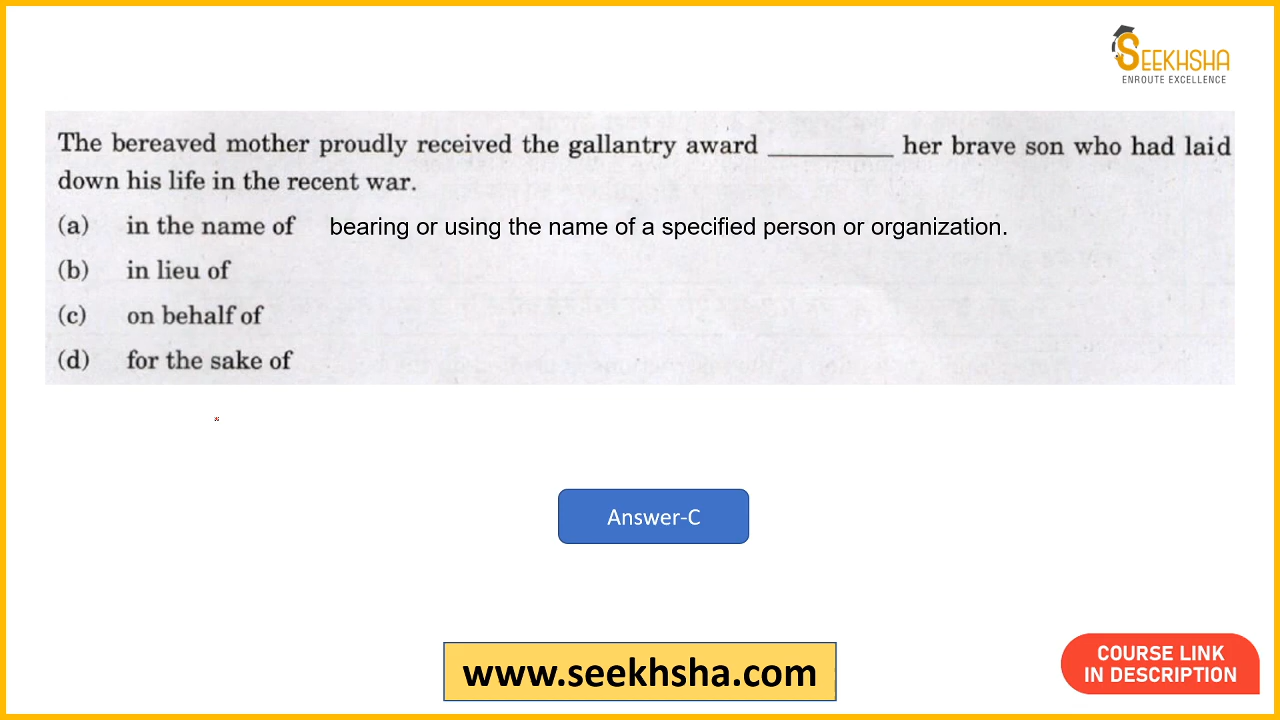 SEEKHSHA
ENROUTE EXCELLENCE
The bereaved mother proudly received the gallantry award ________ her brave son who had laid
down his life in the recent war.
(a) in the name of bearing or using the name of a specified person or organization.
(b) in lieu of
(c) on behalf of
(d) for the sake of
Answer-C
www.seekhsha.com
COURSE LINK
IN DESCRIPTION